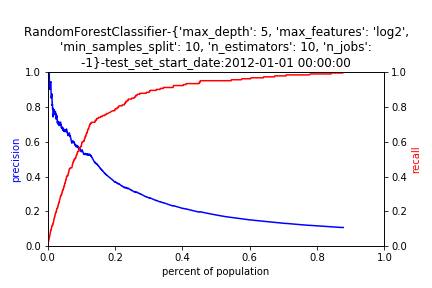 RandomForestClassifier-{'max_depth': 5, 'max_features': 'log2',
'min_samples_split': 10, 'n_estimators': 10, 'n_jobs':
-1}-test_set_start_date:2012-01-01 00:00:00
1.0 1.0
0.8 0.8
0.6 0.6
0.4 0.4
0.2 0.2
0.0 0.0
precision
recall
0.0 0.2 0.4 0.6 0.8 1.0
percent of population